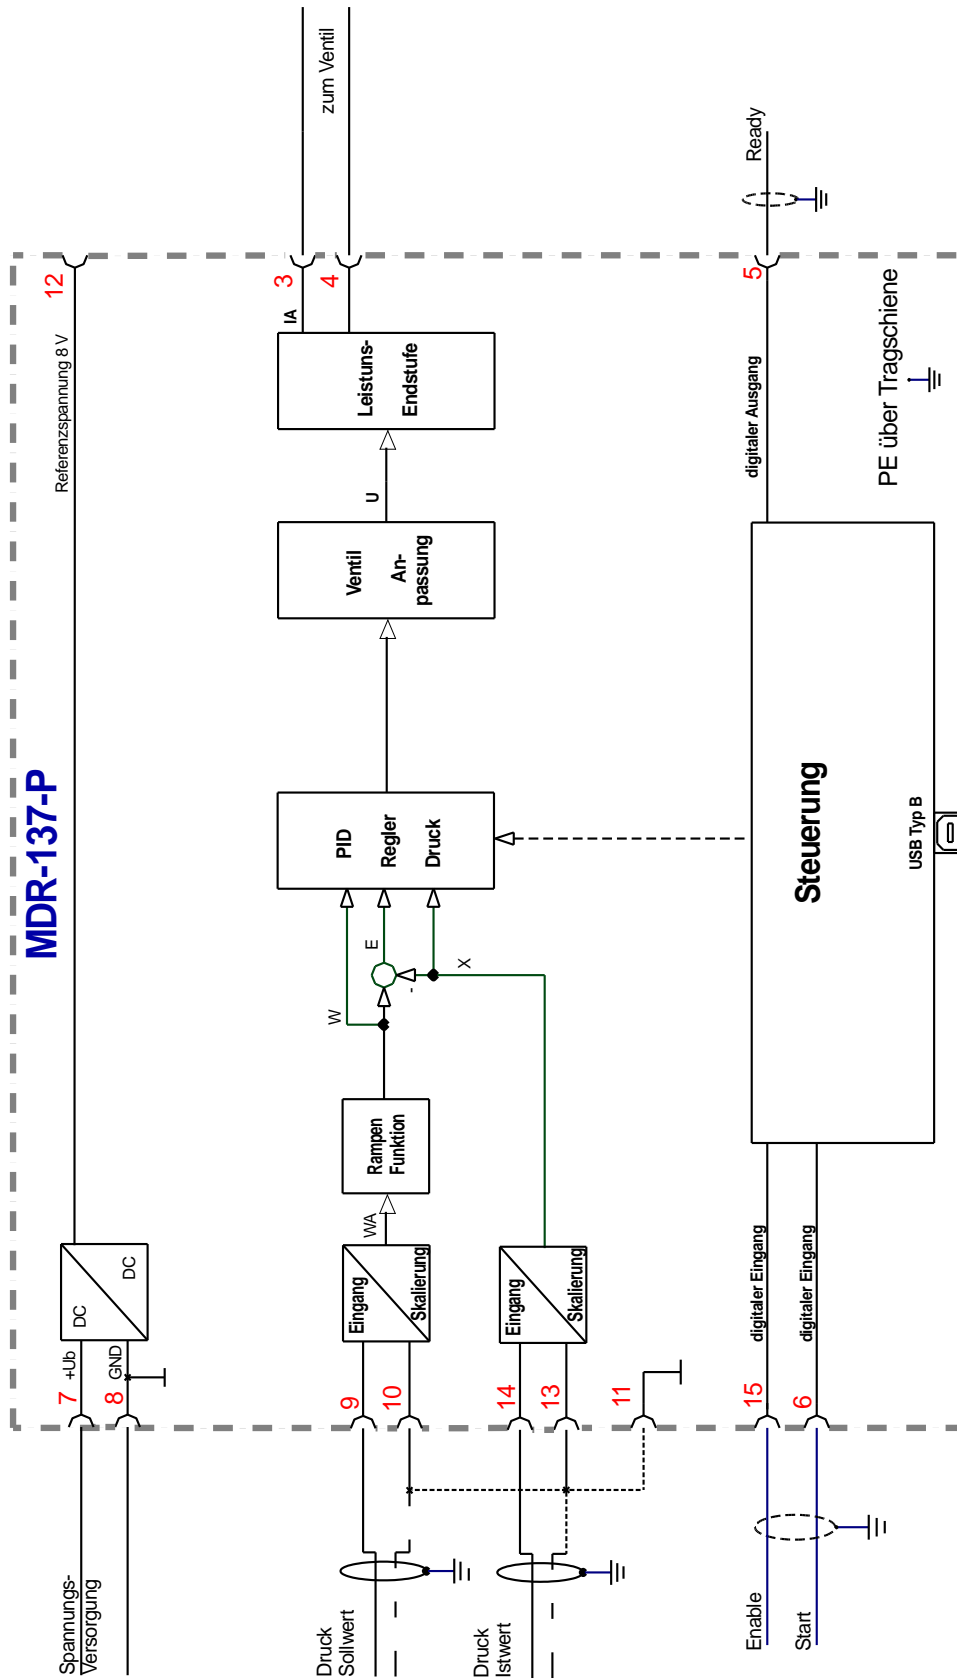 MDR-137-P
Spannungs-
Versorgung
7
+Ub
8
GND
DC
DC
Referenzspannung 8 V
12
Druck
Sollwert
9
10
Eingang
Skalierung
WA
Rampen
Funktion
W
E
-
X
PID
Regler
Druck
Ventil
An-
passung
U
Leistuns-
Endstufe
IA
3
4
zum Ventil
Druck
Istwert
14
13
11
Eingang
Skalierung
Enable
Start
15
6
digitaler Eingang
digitaler Eingang
Steuerung
USB Typ B
digitaler Ausgang
5
Ready
PE über Tragschiene